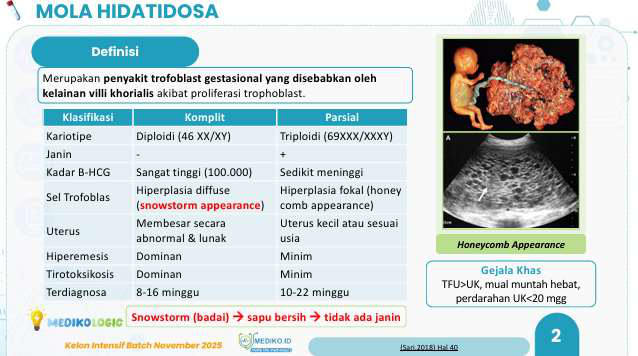 MOLA HIDATIDOSA
Definisi
Merupakan penyakit trofoblast gestasional yang disebabkan oleh
kelainan villi khorialis akibat proliferasi trophoblast.
Klasifikasi Komplit Parsial
Kariotipe Diploidi (46 XX/XY) Triploidi (69XXX/XXXY)
Janin - +
Kadar B-HCG Sangat tinggi (100.000) Sedikit meninggi
Sel Trofoblas Hiperplasia diffuse (snowstorm appearance) Hiperplasia fokal (honey comb appearance)
Uterus Membesar secara abnormal & lunak Uterus kecil atau sesuai usia
Hiperemesis Dominan Minim
Tirotoksikosis Dominan Minim
Terdiagnosa 8-16 minggu 10-22 minggu
A
Honeycomb Appearance
Gejala Khas
TFU>UK, mual muntah hebat,
perdarahan UK<20 mgg
MEDIKOLOGIC
Snowstorm (badai) → sapu bersih → tidak ada janin
Kelon Intensif Batch November 2025
MEDIKO.ID
(Sari,2018) Hal 40
2